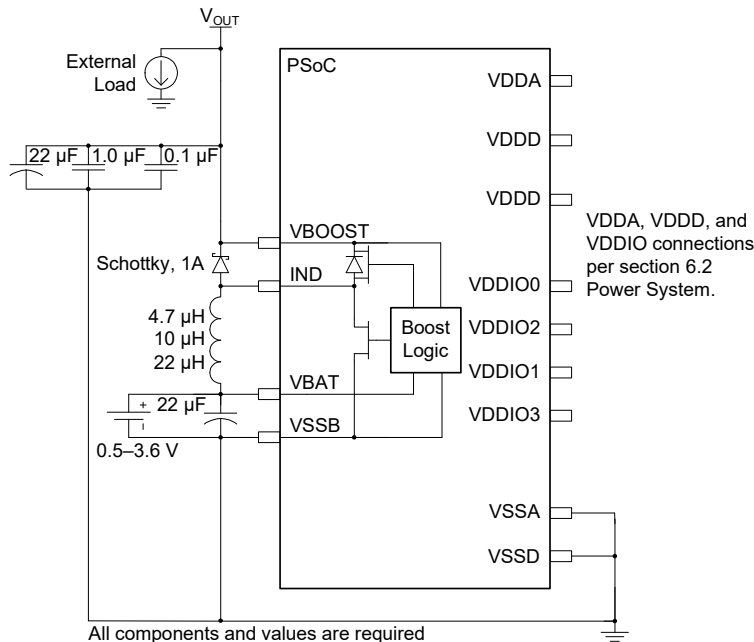 VOUT
External
Load
PSoC
VDDA
VDDD
22 µF 1.0 µF 0.1 µF
VDDD
VDDA, VDDD, and
VDDIO connections
per section 6.2
Power System.
VBOOST
Schottky, 1A
IND
VDDIO0
4.7 µH
10 µH
22 µH
Boost
Logic
VDDIO2
VDDIO1
VBAT
22 µF
+
VDDIO3
VSSB
0.5–3.6 V
VSSA
VSSD
All components and values are required